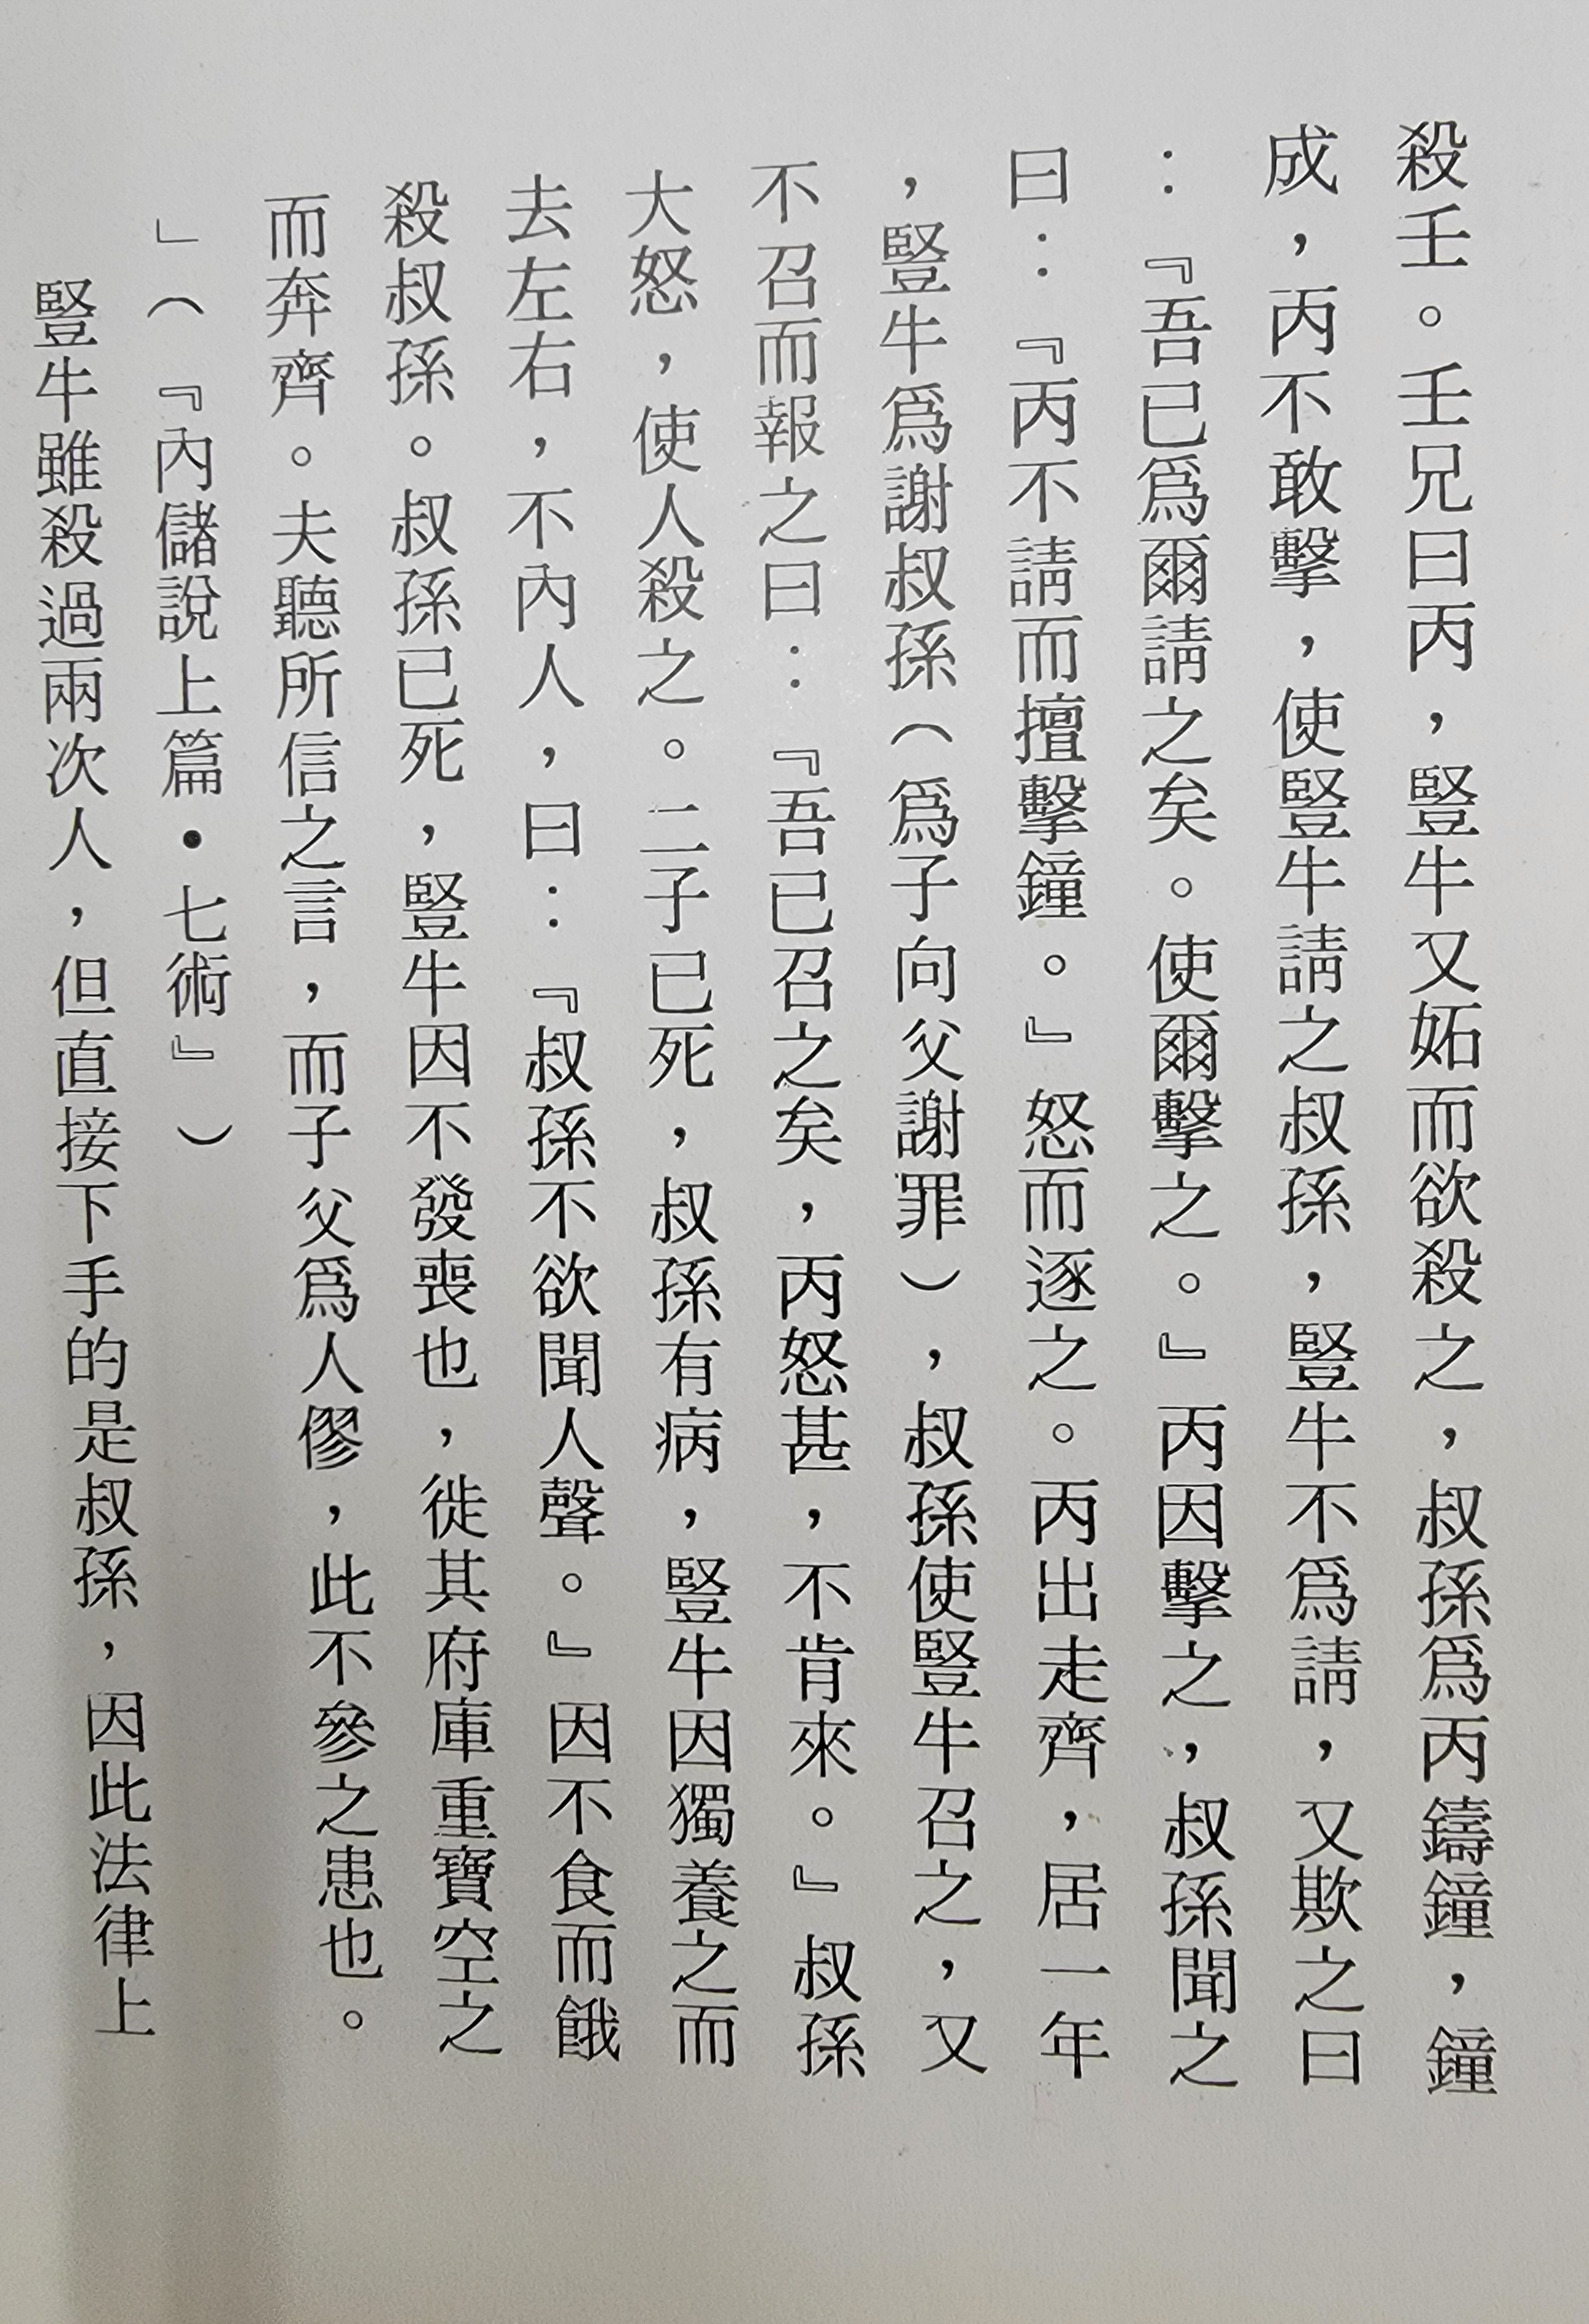 殺壬。壬兄曰丙，豎牛又妬而欲殺之，叔孫爲丙鑄鐘，鐘
成，丙不敢擊，使豎牛請之叔孫，豎牛不爲請，又欺之曰
：『吾已爲爾請之矣。使爾擊之。』丙因擊之，叔孫聞之
曰：『丙不請而擅擊鐘。』怒而逐之。丙出走齊，居一年
，豎牛爲謝叔孫（爲子向父謝罪），叔孫使豎牛召之，又
不召而報之曰：『吾已召之矣，丙怒甚，不肯來。』叔孫
大怒，使人殺之。二子已死，叔孫有病，豎牛因獨養之而
去左右，不內人，曰：『叔孫不欲聞人聲。』因不食而餓
殺叔孫。叔孫已死，豎牛因不發喪也，徙其府庫重寶空之
而奔齊。夫聽所信之言，而子父爲人僇，此不參之患也。
」（『內儲說上篇•七術』）
豎牛雖殺過兩次人，但直接下手的是叔孫，因此法律上